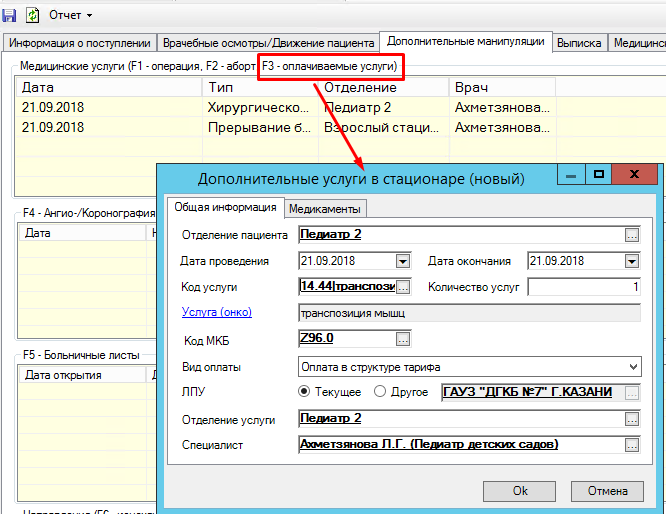 Отчет
Информация о поступлении Врачебные осмотры/Движение пациента Дополнительные манипуляции Выписка Медицинск
Медицинские услуги (F1 - операция, F2 - аборт, F3 - оплачиваемые услуги)
Дата Тип Отделение Врач
21.09.2018 Хирургическо... Педиатр 2 Ахметзянова...
21.09.2018 Прерывание б... Взрослый стаци... Ахметзянова...
Дополнительные услуги в стационаре (новый)
Общая информация Медикаменты
F4 - Ангио-/Коронография
Дата
Отделение пациента Педиатр 2 ...
Дата проведения 21.09.2018 Дата окончания 21.09.2018
Код услуги 14.44|транспози ... Количество услуг 1
Услуга (онко) транспозиция мышц
Код МКБ Z96.0 ...
F5 - Больничные листы
Дата открытия
Вид оплаты Оплата в структуре тарифа
ЛПУ Текущее Другое ГАУЗ "ДГКБ №7" Г.КАЗАНИ ...
Отделение услуги Педиатр 2 ...
Специалист Ахметзянова Л.Г. (Педиатр детских садов) ...
Ok Отмена